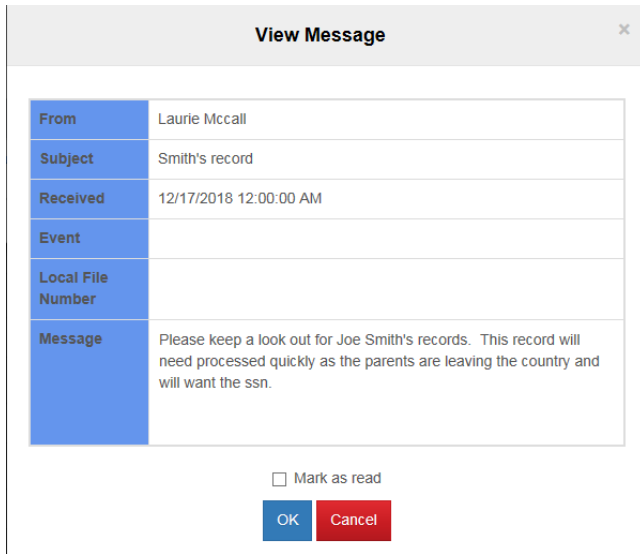 View Message
×
From Laurie Mccall
Subject Smith's record
Received 12/17/2018 12:00:00 AM
Event
Local File
Number
Message Please keep a look out for Joe Smith's records. This record will
need processed quickly as the parents are leaving the country and
will want the ssn.
Mark as read
OK Cancel